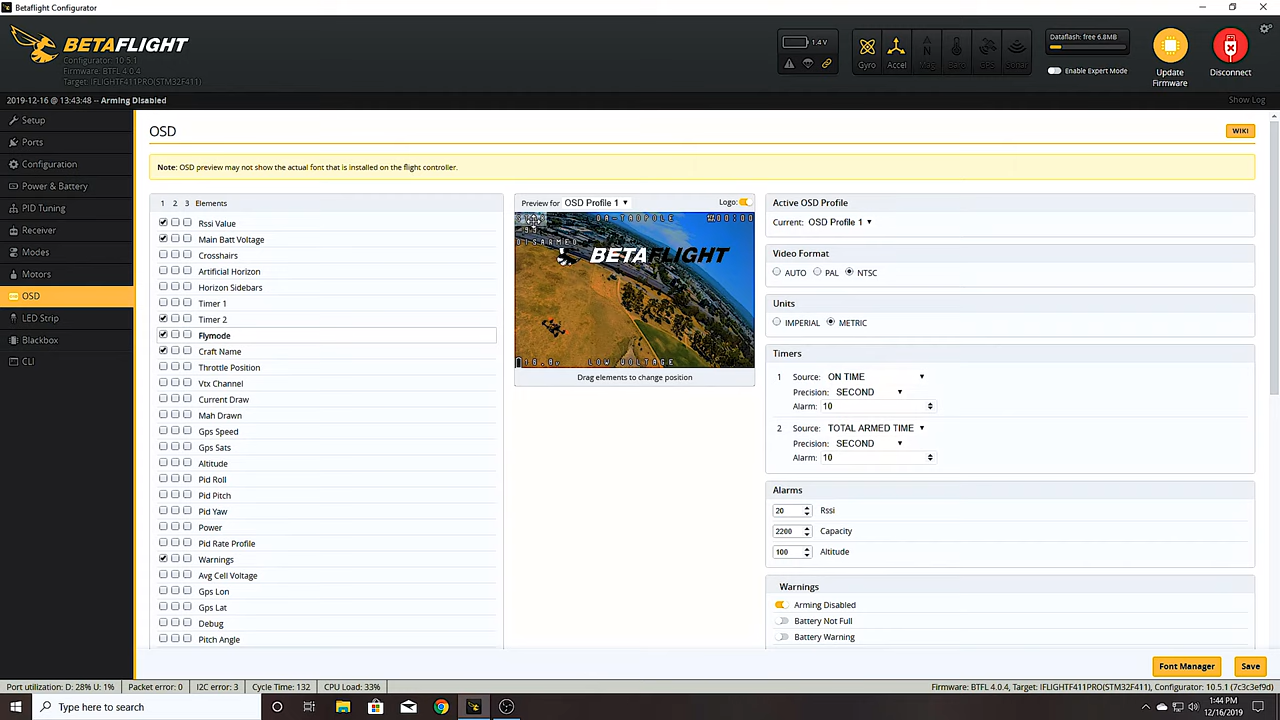 Betaflight Configurator
BETAFLIGHT
Configurator: 10.5.1
Firmware: BTFL 4.0.4
Target: IFLIGHTF411PRO(STM32F411)
1.4 V
Gyro
Accel
Mag
Baro
GPS
Sonar
Dataflash: free 6.8MB
Enable Expert Mode
Update
Firmware
Disconnect
2019-12-16 @ 13:43:48 -- Arming Disabled
Show Log
Setup
Ports
Configuration
Power & Battery
PID Tuning
Receiver
Modes
Motors
OSD
LED Strip
Blackbox
CLI
OSD
WIKI
Note: OSD preview may not show the actual font that is installed on the flight controller.
1 2 3 Elements
Rssi Value
Main Batt Voltage
Crosshairs
Artificial Horizon
Horizon Sidebars
Timer 1
Timer 2
Flymode
Craft Name
Throttle Position
Vtx Channel
Current Draw
Mah Drawn
Gps Speed
Gps Sats
Altitude
Pid Roll
Pid Pitch
Pid Yaw
Power
Pid Rate Profile
Warnings
Avg Cell Voltage
Gps Lon
Gps Lat
Debug
Pitch Angle
Preview for OSD Profile 1
Logo:
DA-TADPOLE
00:00
DISARMED
BETAFLIGHT
16.8V LOW VOLTAGE
Drag elements to change position
Active OSD Profile
Current: OSD Profile 1
Video Format
AUTO PAL NTSC
Units
IMPERIAL METRIC
Timers
1 Source: ON TIME
Precision: SECOND
Alarm: 10
2 Source: TOTAL ARMED TIME
Precision: SECOND
Alarm: 10
Alarms
20 Rssi
2200 Capacity
100 Altitude
Warnings
Arming Disabled
Battery Not Full
Battery Warning
Font Manager
Save
Port utilization: D: 28% U: 1%
Packet error: 0
I2C error: 3
Cycle Time: 132
CPU Load: 33%
Firmware: BTFL 4.0.4, Target: IFLIGHTF411PRO(STM32F411), Configurator: 10.5.1 (7c3c3ef9d)
Type here to search
1:44 PM
12/16/2019